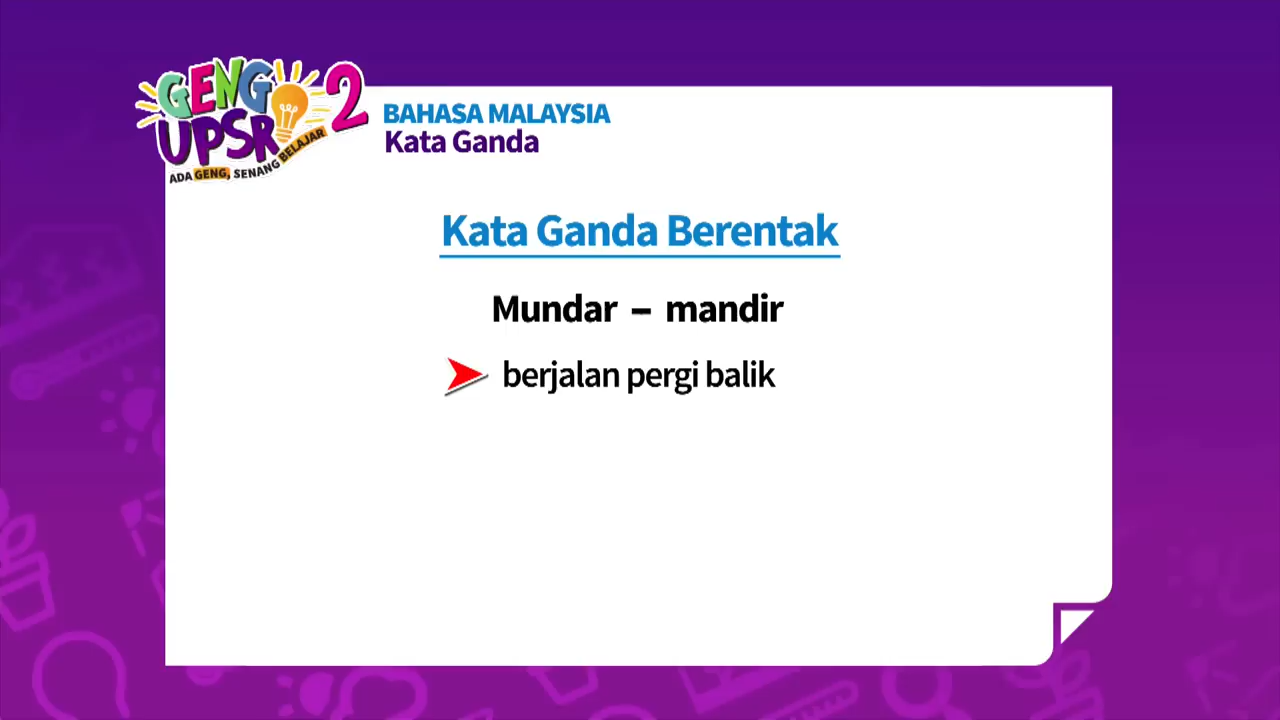 GENG
UPSR 2
ADA GENG, SENANG BELAJAR
BAHASA MALAYSIA
Kata Ganda
Kata Ganda Berentak
Mundar – mandir
berjalan pergi balik